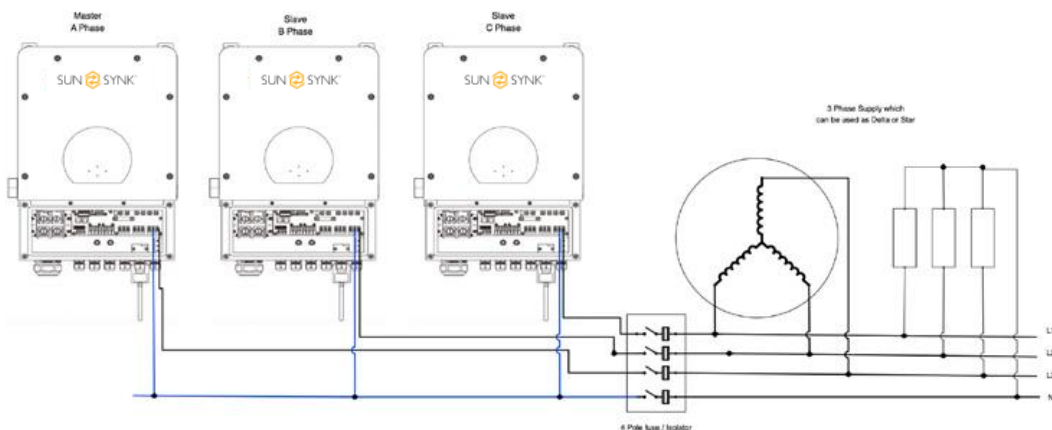 Master
A Phase
Slave
B Phase
Slave
C Phase
SUN SYNK
SUN SYNK
SUN SYNK
3 Phase Supply which
can be used as Delta or Star
N
4 Pole fuse / Isolator